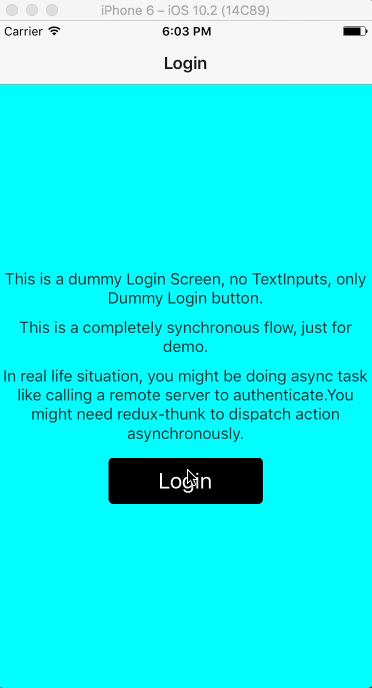 iPhone 6 – iOS 10.2 (14C89)
Carrier 6:03 PM
Login
This is a dummy Login Screen, no TextInputs, only
Dummy Login button.
This is a completely synchronous flow, just for
demo.
In real life situation, you might be doing async task
like calling a remote server to authenticate.You
might need redux-thunk to dispatch action
asynchronously.
Login